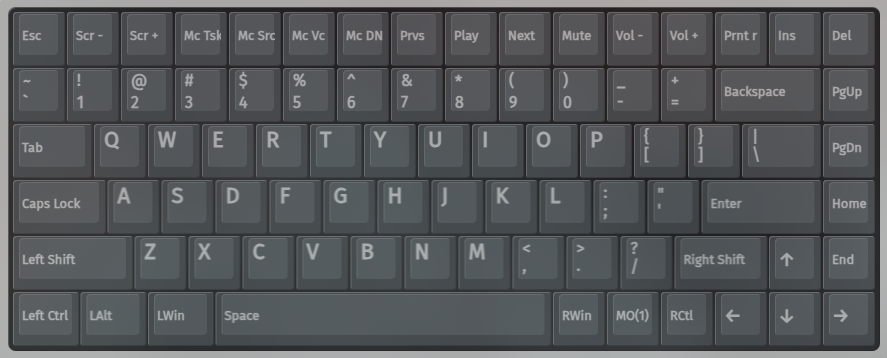 Esc Scr - Scr + Mc Tsk Mc Src Mc Vc Mc DN Prvs Play Next Mute Vol - Vol + Prnt r Ins Del
~ ! @ # $ % ^ & * ( ) _ +
` 1 2 3 4 5 6 7 8 9 0 - = Backspace PgUp
Tab Q W E R T Y U I O P { } |
[ ] \ PgDn
Caps Lock A S D F G H J K L : "
; ' Enter Home
Left Shift Z X C V B N M < > ?
, . / Right Shift ↑ End
Left Ctrl LAlt LWin Space RWin MO(1) RCtl ← ↓ →